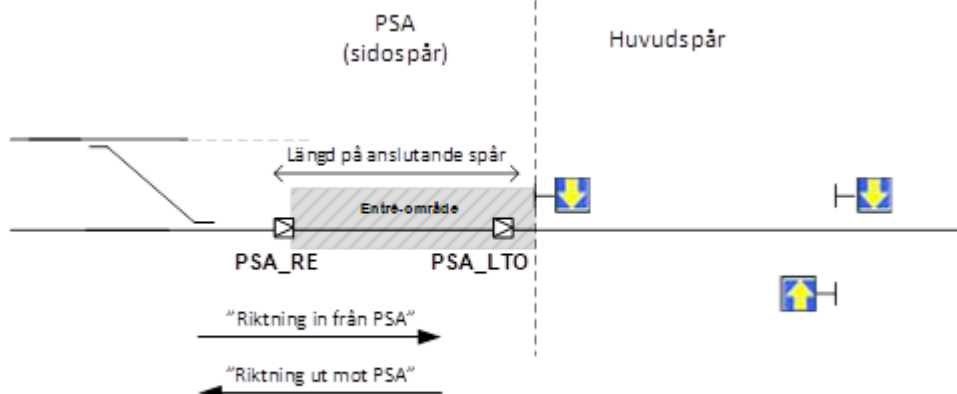 PSA
(sidospår)
Huvudspår
Längd på anslutande spår
Entré-område
PSA_RE
PSA_LTO
"Riktning in från PSA"
"Riktning ut mot PSA"